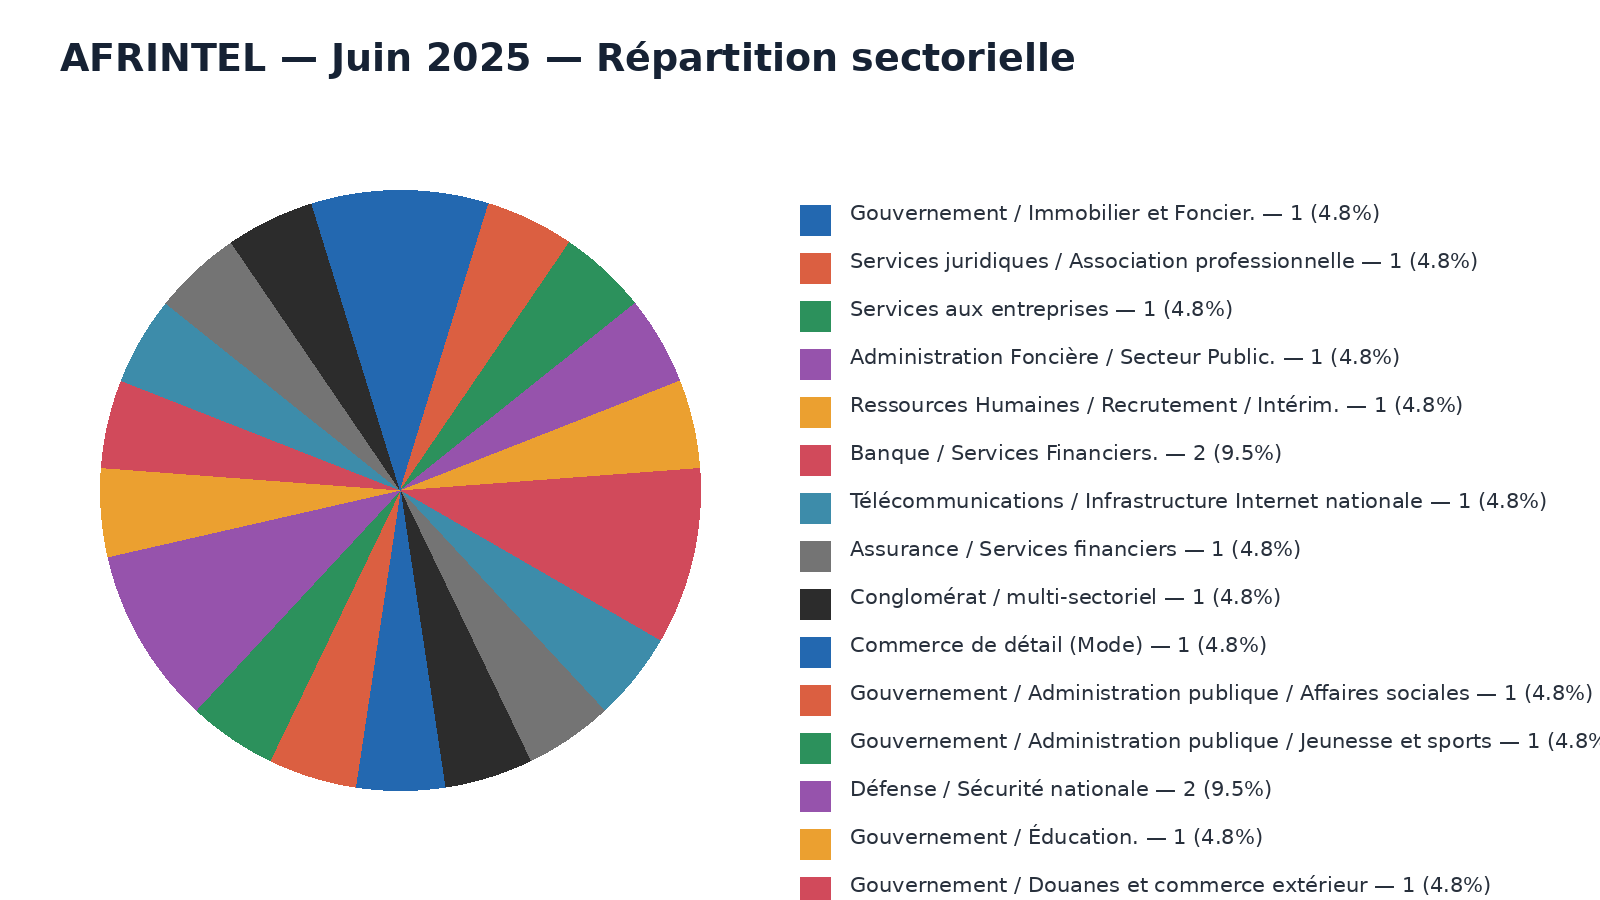 AFRINTEL — Juin 2025 — Répartition sectorielle
Gouvernement / Immobilier et Foncier. — 1 (4.8%)
Services juridiques / Association professionnelle — 1 (4.8%)
Services aux entreprises — 1 (4.8%)
Administration Foncière / Secteur Public. — 1 (4.8%)
Ressources Humaines / Recrutement / Intérim. — 1 (4.8%)
Banque / Services Financiers. — 2 (9.5%)
Télécommunications / Infrastructure Internet nationale — 1 (4.8%)
Assurance / Services financiers — 1 (4.8%)
Conglomérat / multi-sectoriel — 1 (4.8%)
Commerce de détail (Mode) — 1 (4.8%)
Gouvernement / Administration publique / Affaires sociales — 1 (4.8%)
Gouvernement / Administration publique / Jeunesse et sports — 1 (4.8%
Défense / Sécurité nationale — 2 (9.5%)
Gouvernement / Éducation. — 1 (4.8%)
Gouvernement / Douanes et commerce extérieur — 1 (4.8%)